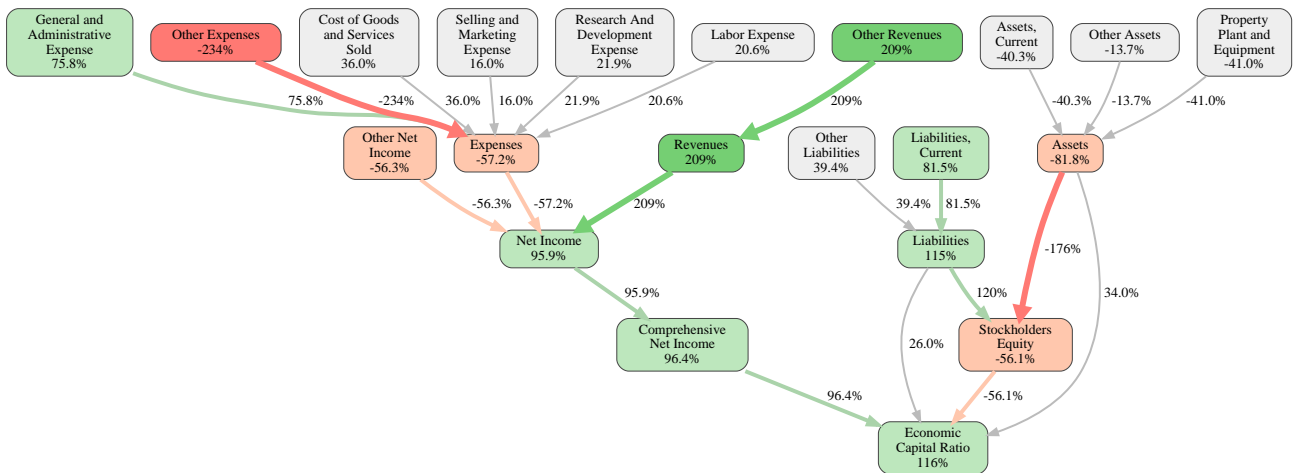 General and
Administrative
Expense
75.8%
Other Expenses
-234%
Cost of Goods
and Services
Sold
36.0%
Selling and
Marketing
Expense
16.0%
Research And
Development
Expense
21.9%
Labor Expense
20.6%
Other Revenues
209%
Assets,
Current
-40.3%
Other Assets
-13.7%
Property
Plant and
Equipment
-41.0%
75.8%
-234%
36.0%
16.0%
21.9%
20.6%
209%
-40.3%
-13.7%
-41.0%
Other Net
Income
-56.3%
Expenses
-57.2%
Revenues
209%
Other
Liabilities
39.4%
Liabilities,
Current
81.5%
Assets
-81.8%
-56.3%
-57.2%
209%
39.4%
81.5%
Net Income
95.9%
Liabilities
115%
-176%
95.9%
120%
34.0%
Comprehensive
Net Income
96.4%
26.0%
Stockholders
Equity
-56.1%
96.4%
-56.1%
Economic
Capital Ratio
116%